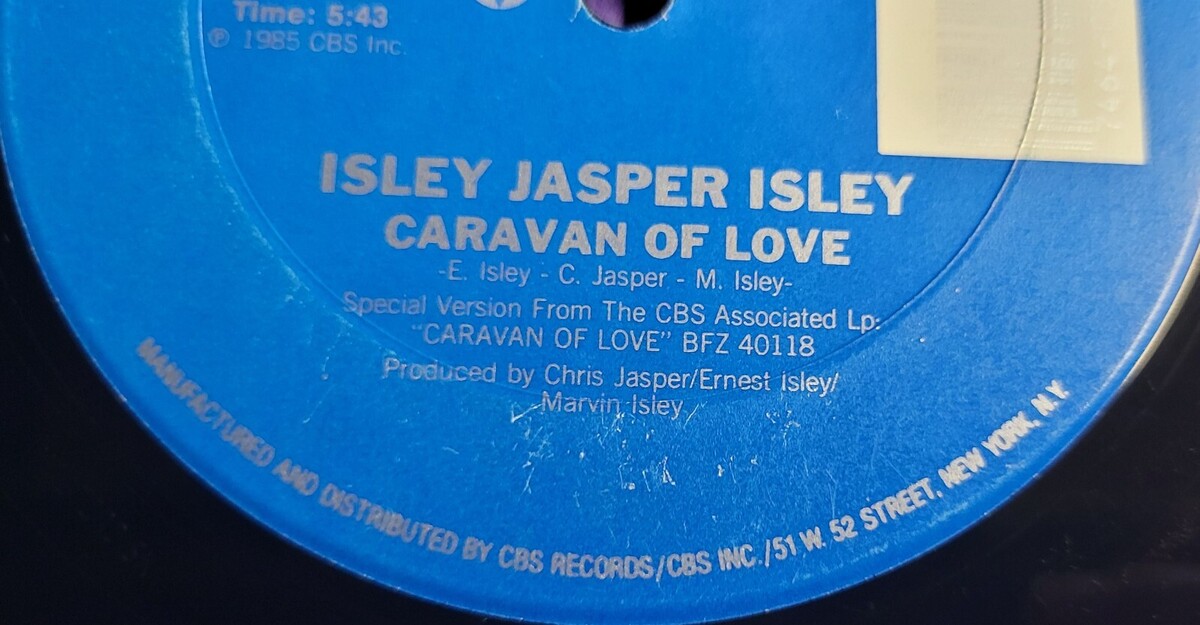 Time: 5:43
℗ 1985 CBS Inc.
ISLEY JASPER ISLEY
CARAVAN OF LOVE
-E. Isley - C. Jasper - M. Isley-
Special Version From The CBS Associated Lp:
"CARAVAN OF LOVE" BFZ 40118
Produced by Chris Jasper/Ernest Isley/
Marvin Isley
MANUFACTURED AND DISTRIBUTED BY CBS RECORDS/CBS INC./51 W. 52 STREET, NEW YORK, N.Y.